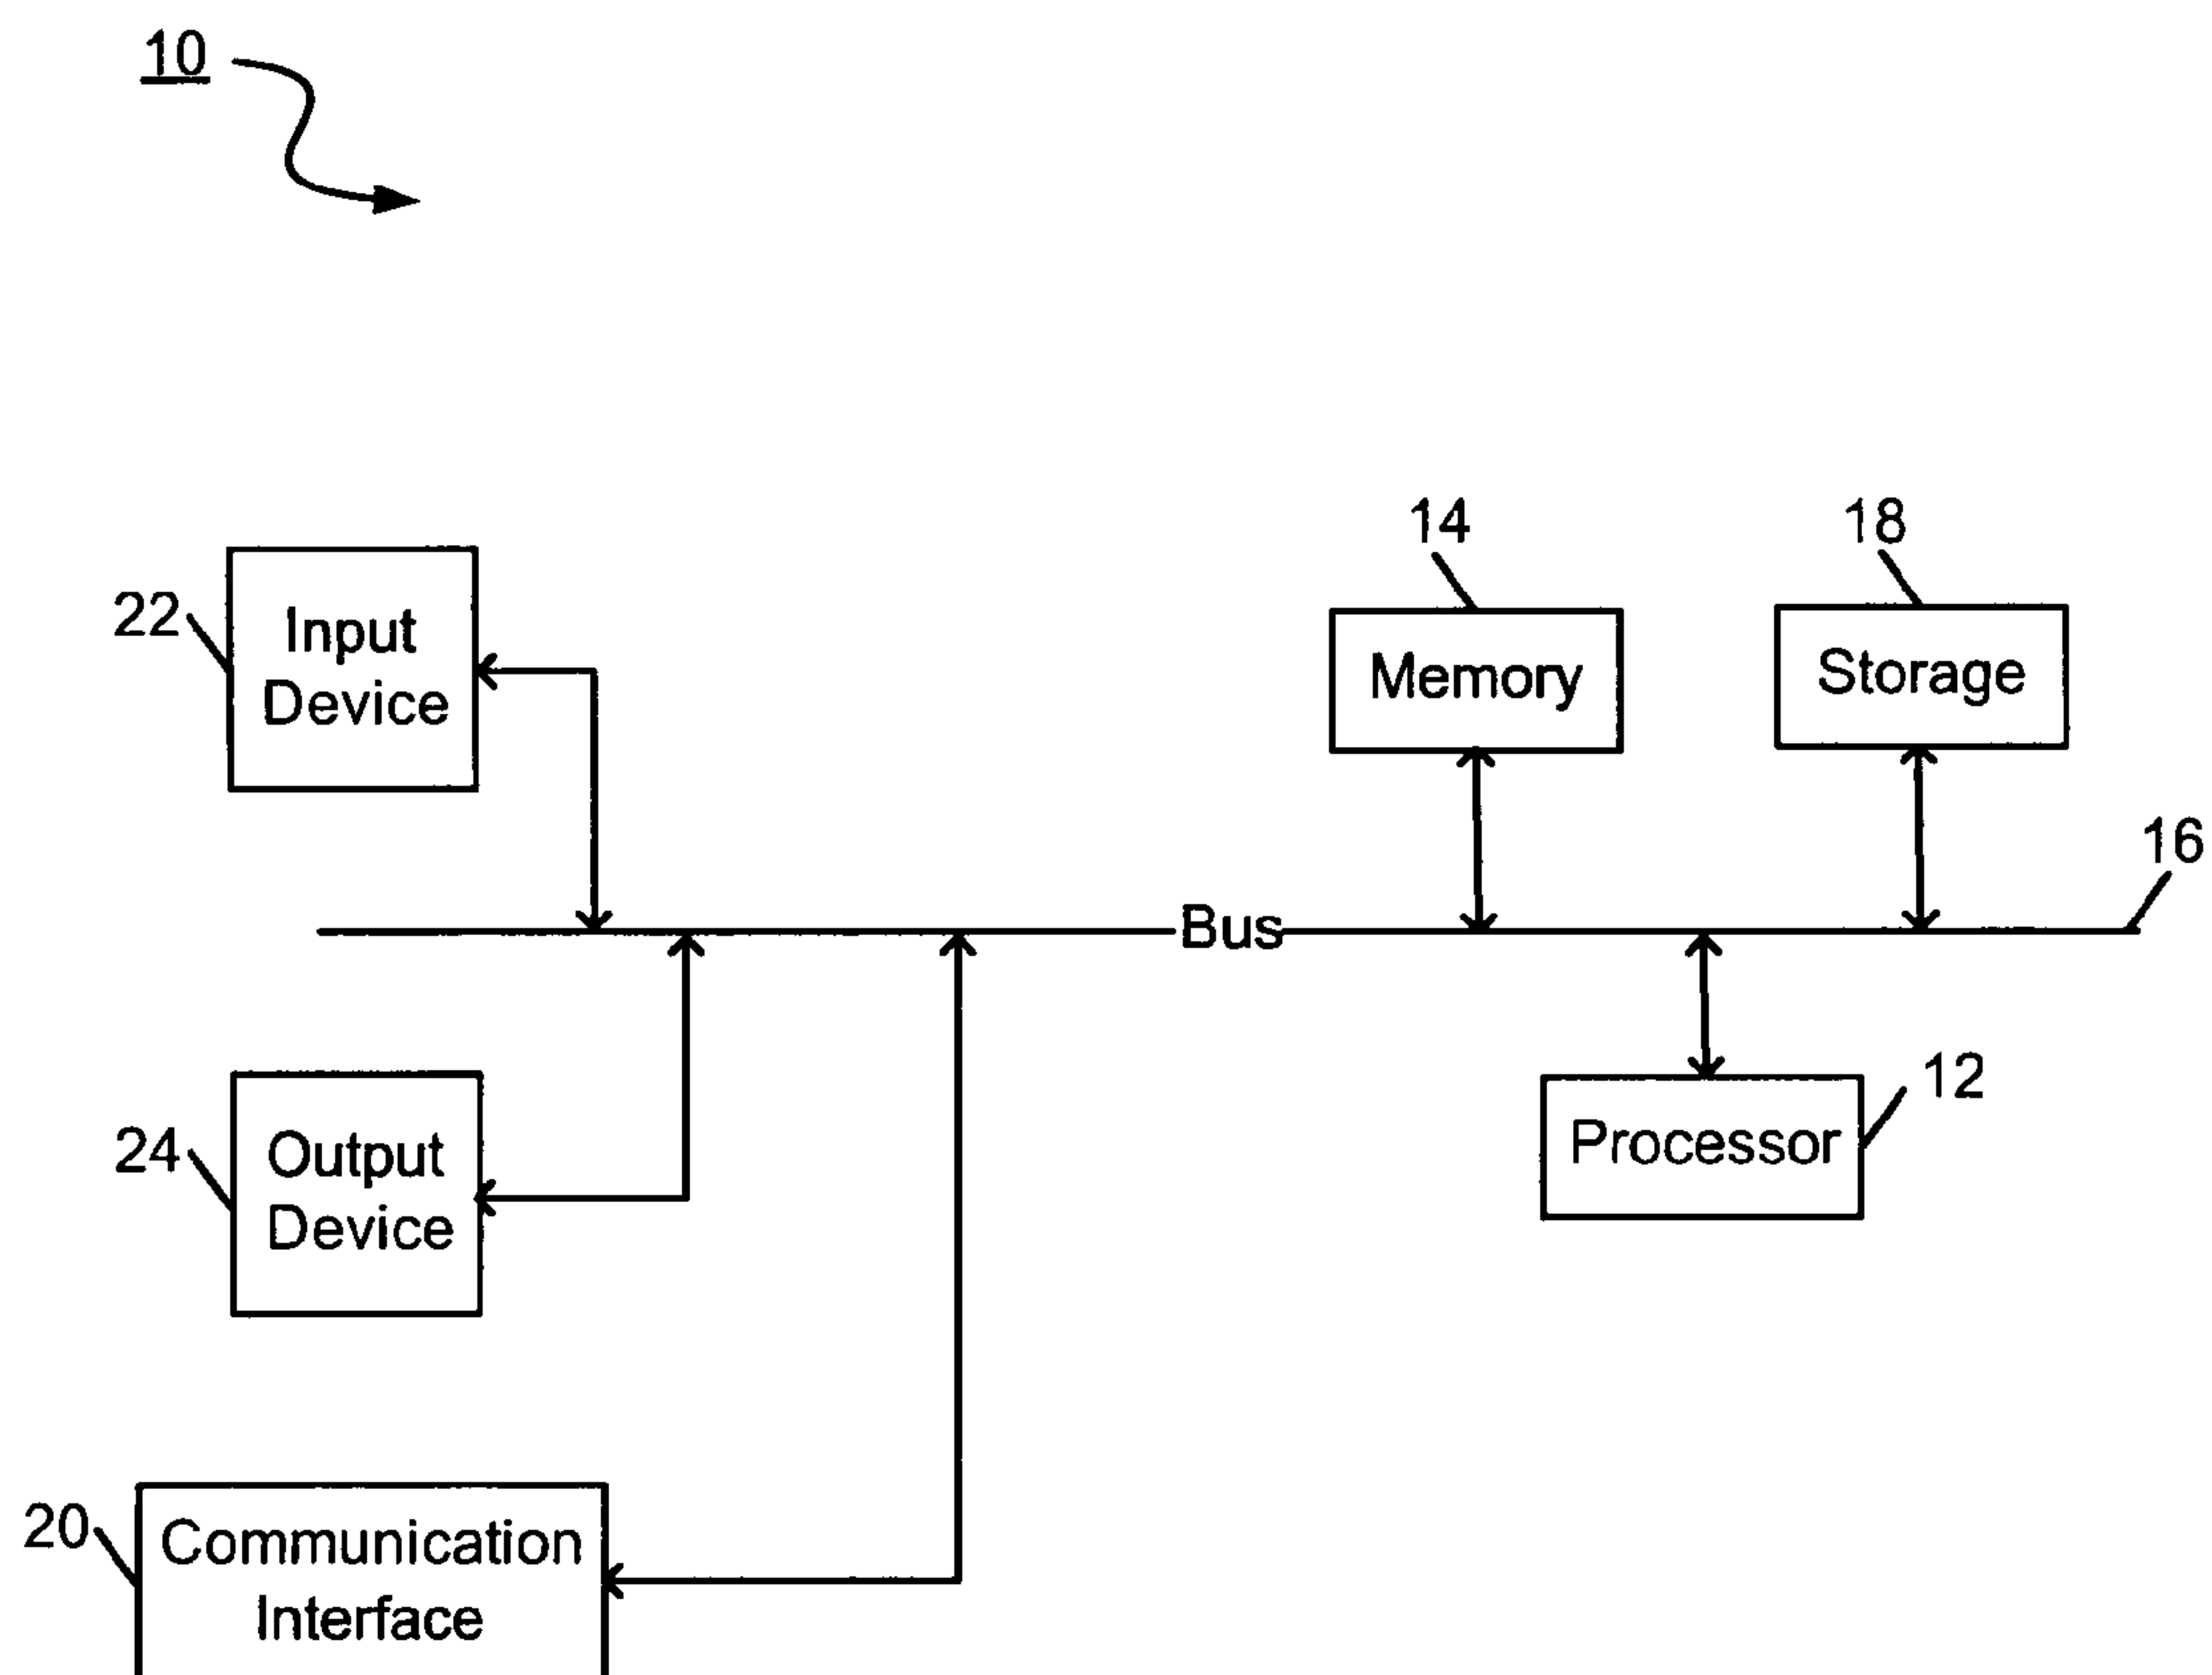 10
14
18
22
Input
Device
Memory
Storage
16
Bus
12
Processor
24
Output
Device
20
Communication
Interface